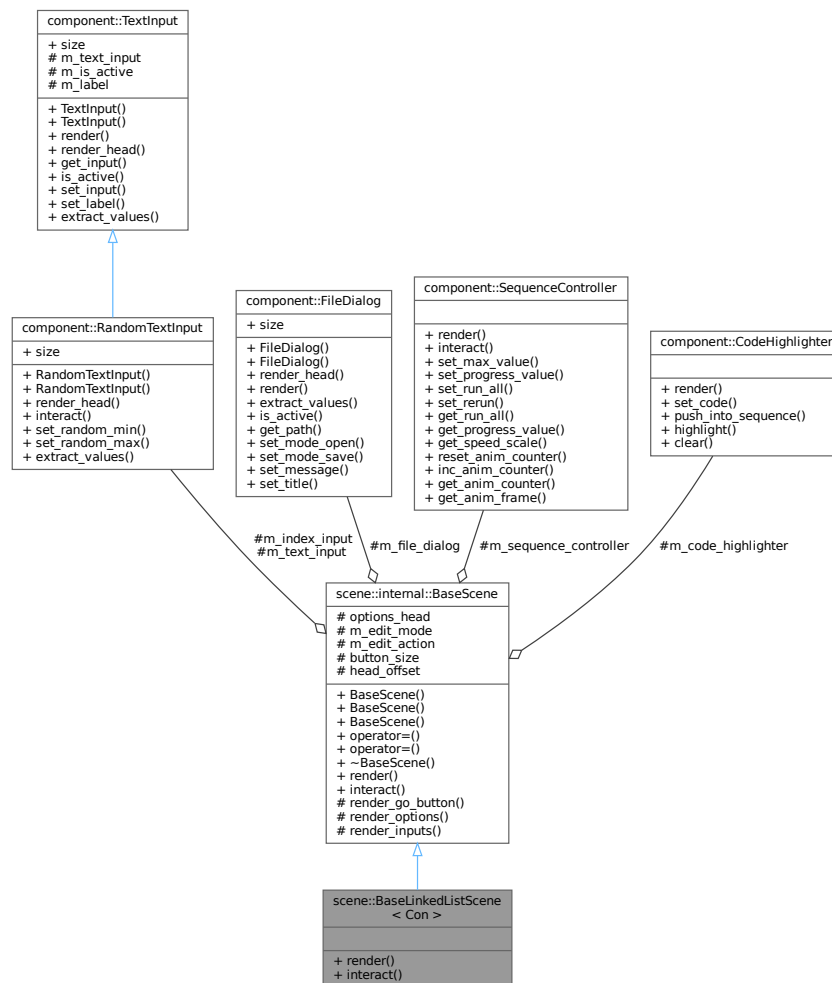 component::TextInput
+ size
# m_text_input
# m_is_active
# m_label
+ TextInput()
+ TextInput()
+ render()
+ render_head()
+ get_input()
+ is_active()
+ set_input()
+ set_label()
+ extract_values()
component::RandomTextInput
+ size
+ RandomTextInput()
+ RandomTextInput()
+ render_head()
+ interact()
+ set_random_min()
+ set_random_max()
+ extract_values()
component::FileDialog
+ size
+ FileDialog()
+ FileDialog()
+ render_head()
+ render()
+ extract_values()
+ is_active()
+ get_path()
+ set_mode_open()
+ set_mode_save()
+ set_message()
+ set_title()
component::SequenceController
+ render()
+ interact()
+ set_max_value()
+ set_progress_value()
+ set_run_all()
+ set_rerun()
+ get_run_all()
+ get_progress_value()
+ get_speed_scale()
+ reset_anim_counter()
+ inc_anim_counter()
+ get_anim_counter()
+ get_anim_frame()
component::CodeHighlighter
+ render()
+ set_code()
+ push_into_sequence()
+ highlight()
+ clear()
#m_index_input
#m_text_input
#m_file_dialog
#m_sequence_controller
#m_code_highlighter
scene::internal::BaseScene
# options_head
# m_edit_mode
# m_edit_action
# button_size
# head_offset
+ BaseScene()
+ BaseScene()
+ BaseScene()
+ operator=()
+ operator=()
+ ~BaseScene()
+ render()
+ interact()
# render_go_button()
# render_options()
# render_inputs()
scene::BaseLinkedListScene
< Con >
+ render()
+ interact()